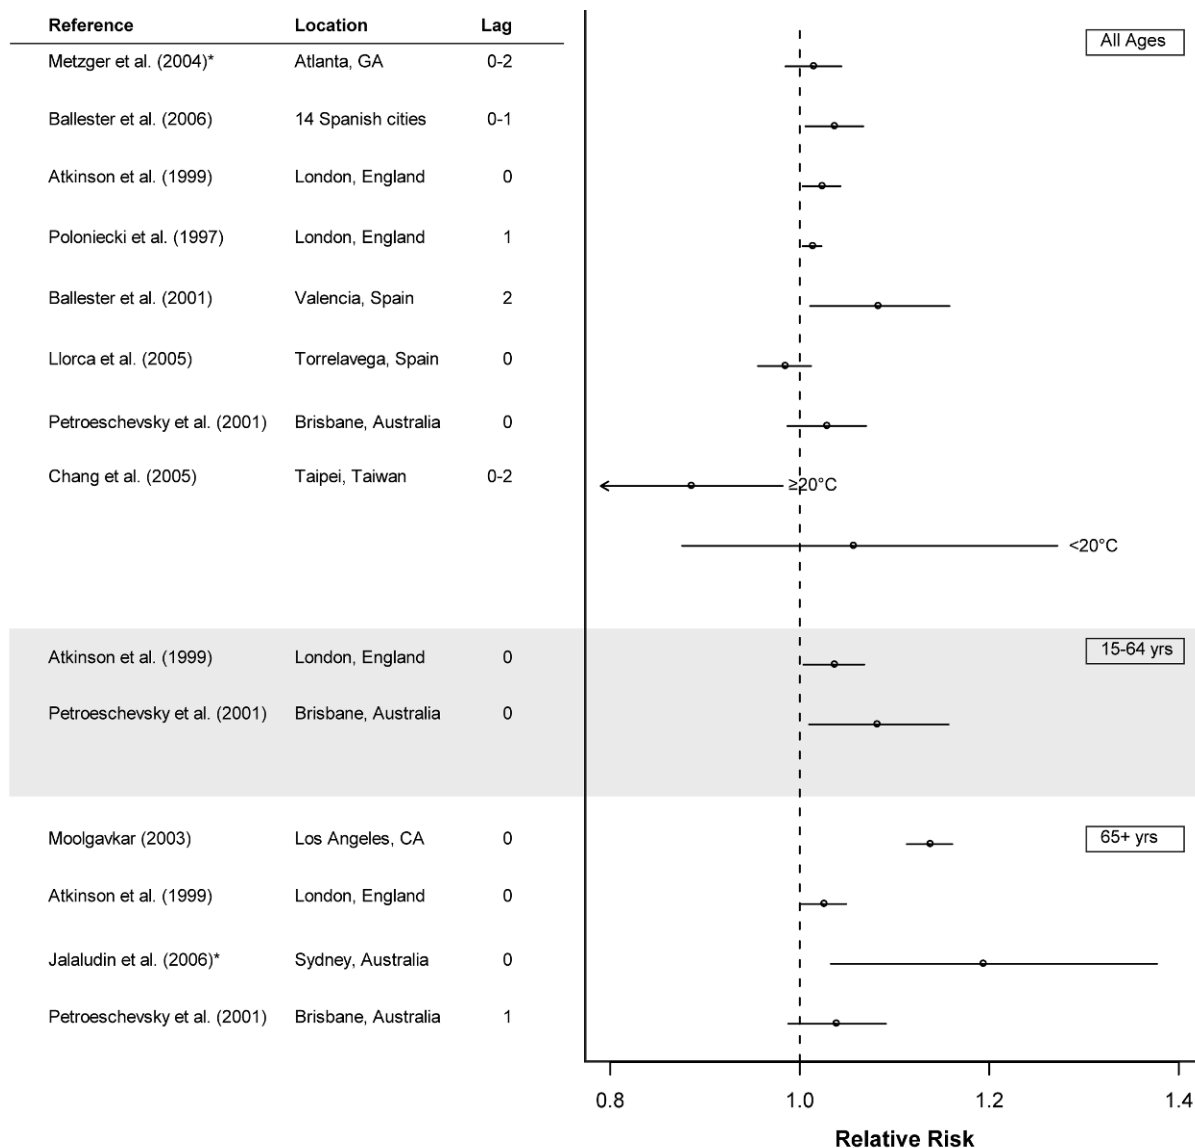 Reference Location Lag
All Ages
Metzger et al. (2004)* Atlanta, GA 0-2
Ballester et al. (2006) 14 Spanish cities 0-1
Atkinson et al. (1999) London, England 0
Poloniecki et al. (1997) London, England 1
Ballester et al. (2001) Valencia, Spain 2
Llorca et al. (2005) Torrelavega, Spain 0
Petroeschevsky et al. (2001) Brisbane, Australia 0
Chang et al. (2005) Taipei, Taiwan 0-2
≥20°C
<20°C
Atkinson et al. (1999) London, England 0
15-64 yrs
Petroeschevsky et al. (2001) Brisbane, Australia 0
Moolgavkar (2003) Los Angeles, CA 0
65+ yrs
Atkinson et al. (1999) London, England 0
Jalaludin et al. (2006)* Sydney, Australia 0
Petroeschevsky et al. (2001) Brisbane, Australia 1
0.8 1.0 1.2 1.4
Relative Risk